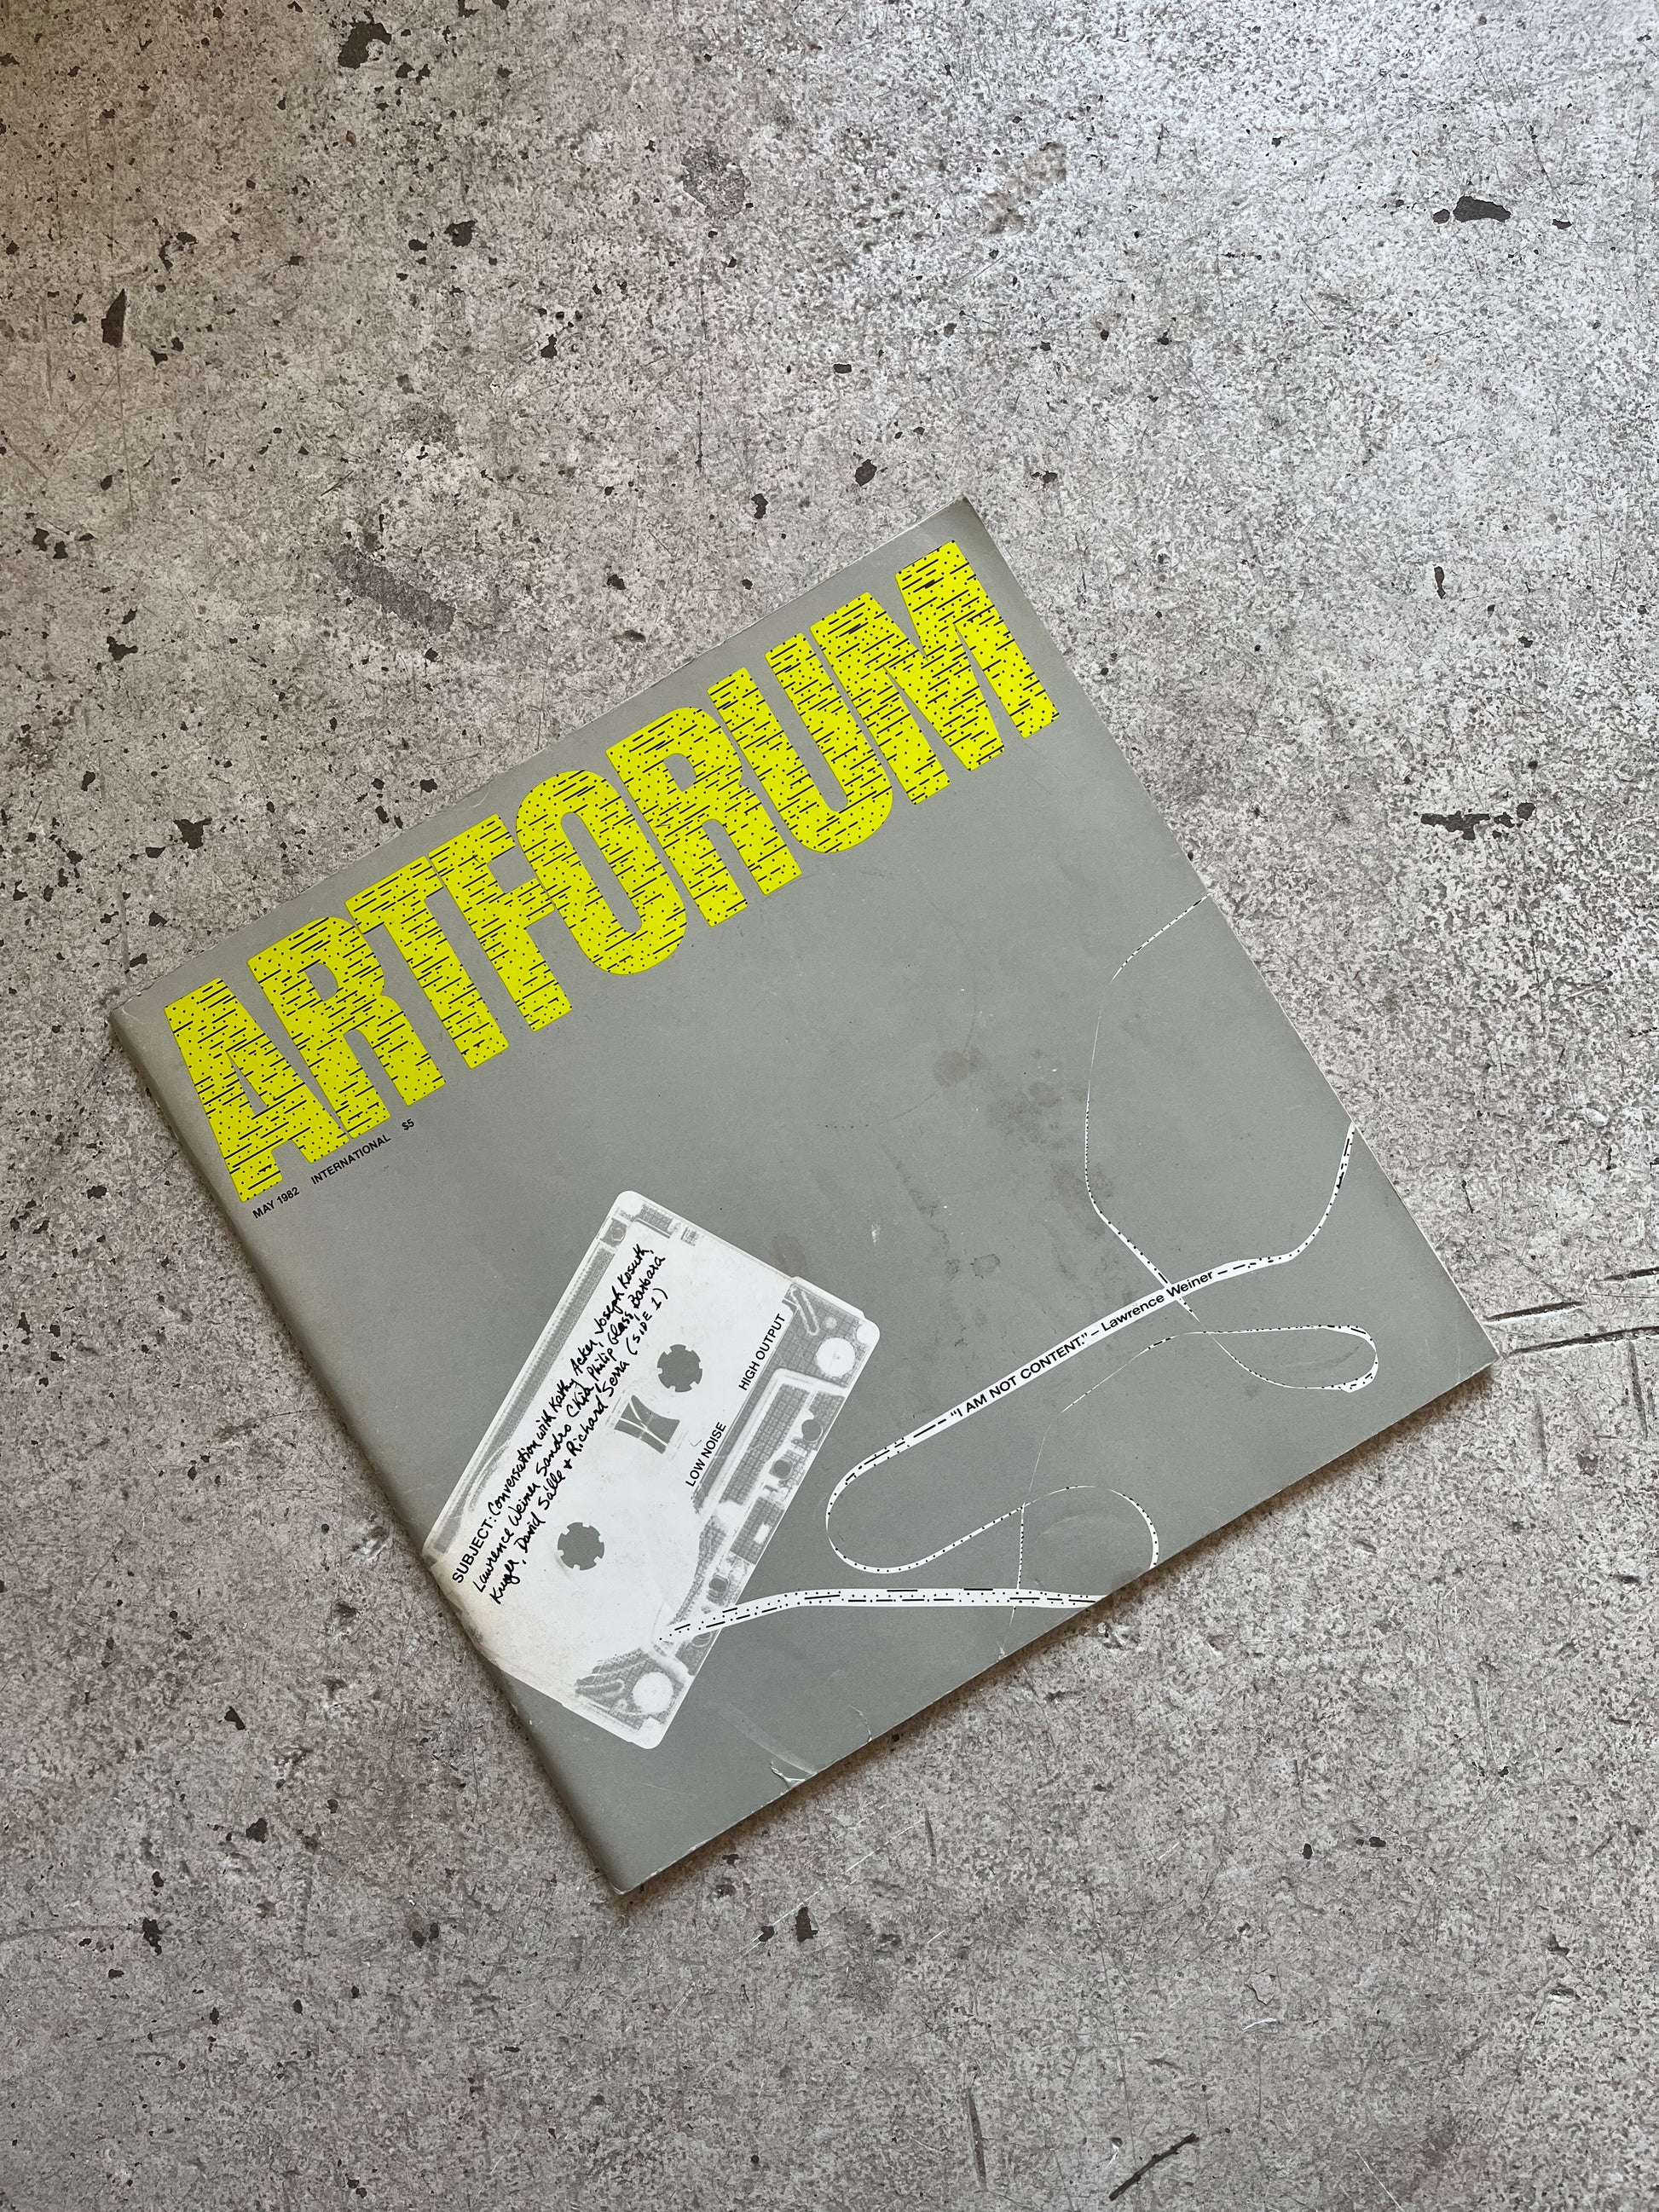 ARTFORUM
MAY 1982 INTERNATIONAL $5
SUBJECT: Conversation with Kathy Acker, Joseph Kosuth,
Lawrence Weiner, Sandro Chia, Philip Glass, Barbara
Kruger, David Salle + Richard Serra (SIDE 1)
LOW NOISE HIGH OUTPUT
"I AM NOT CONTENT." – Lawrence Weiner